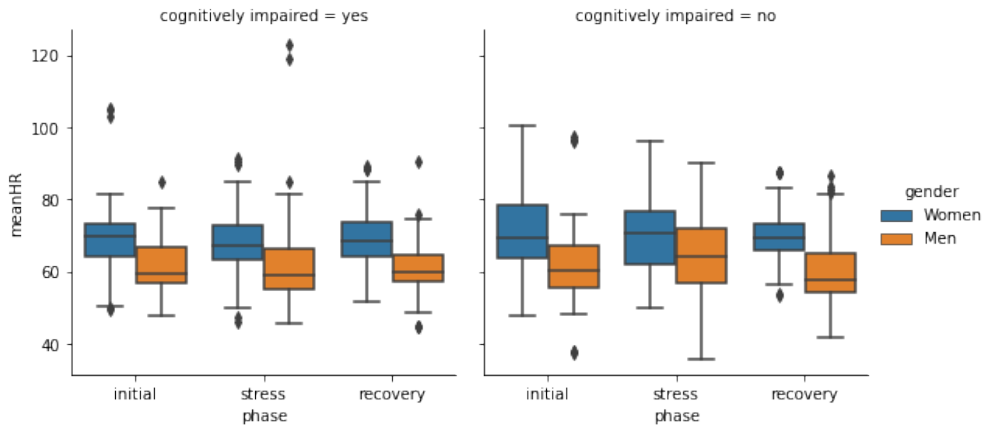 cognitively impaired = yes
cognitively impaired = no
meanHR
120
100
80
60
40
initial
stress
recovery
phase
initial
stress
recovery
phase
gender
Women
Men